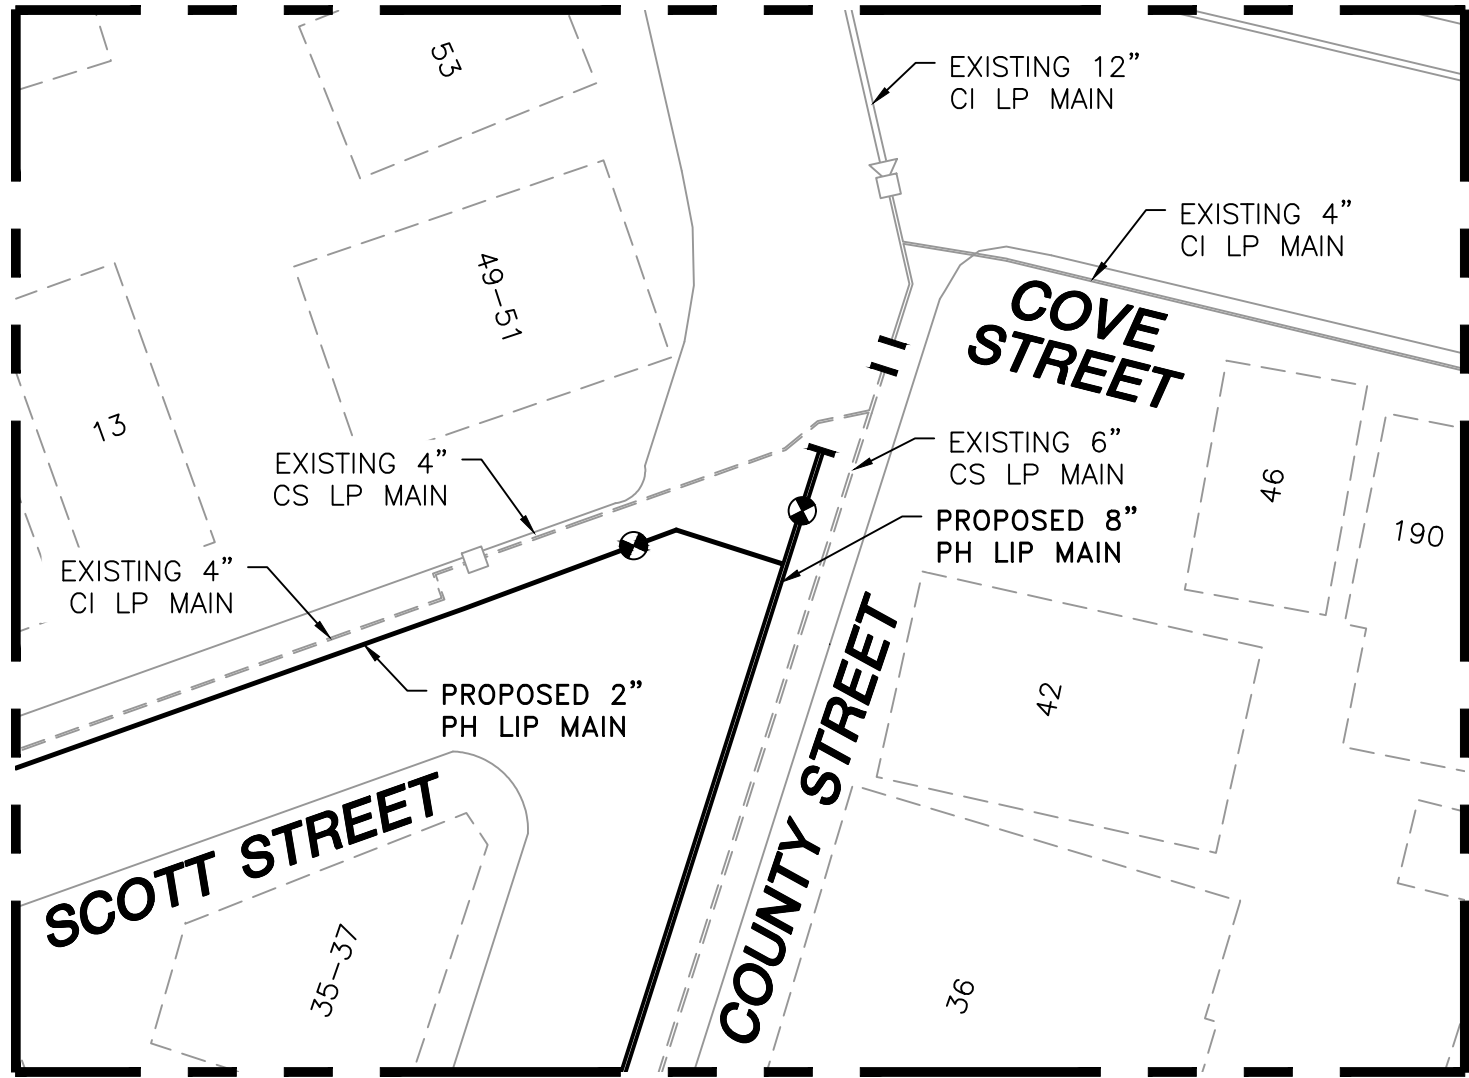 53
EXISTING 12”
CI LP MAIN
EXISTING 4”
CI LP MAIN
49–51
COVE
STREET
13
EXISTING 4”
CS LP MAIN
EXISTING 6”
CS LP MAIN
46
190
PROPOSED 8”
PH LIP MAIN
EXISTING 4”
CI LP MAIN
PROPOSED 2”
PH LIP MAIN
42
SCOTT STREET
COUNTY STREET
35–37
36